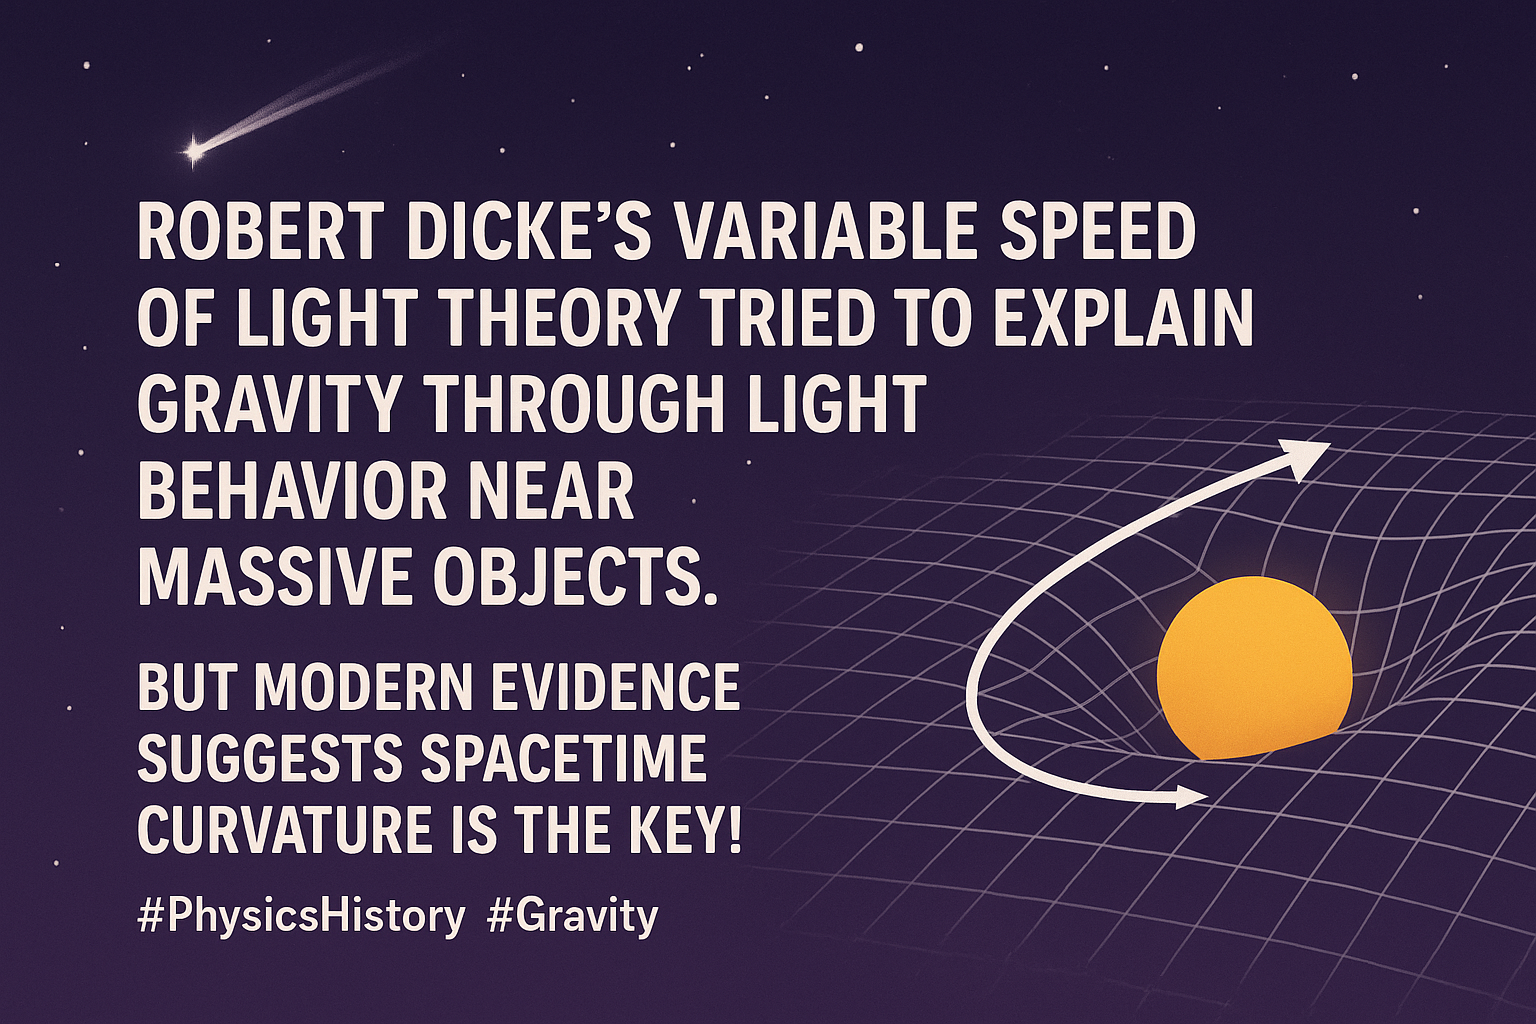 ROBERT DICKE’S VARIABLE SPEED
OF LIGHT THEORY TRIED TO EXPLAIN
GRAVITY THROUGH LIGHT
BEHAVIOR NEAR
MASSIVE OBJECTS.
BUT MODERN EVIDENCE
SUGGESTS SPACETIME
CURVATURE IS THE KEY!
#PhysicsHistory #Gravity